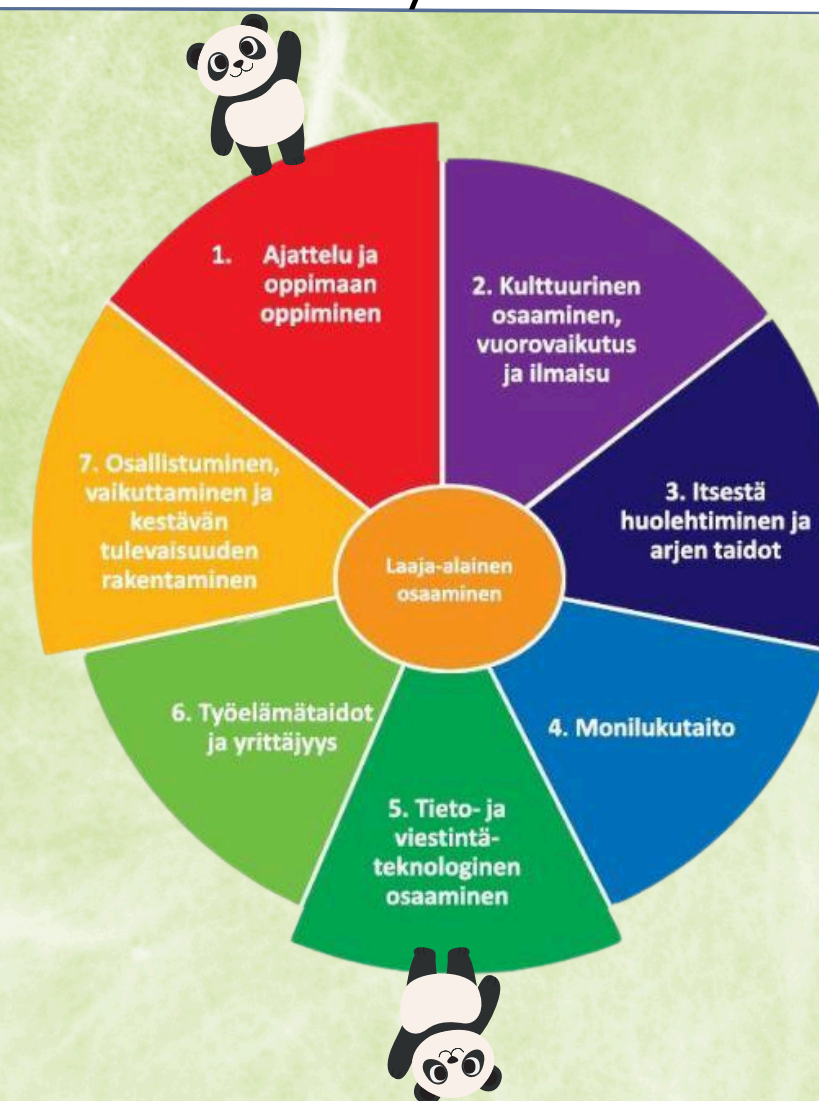 1. Ajattelu ja
oppimaan
oppiminen
2. Kulttuurinen
osaaminen,
vuorovaikutus
ja ilmaisu
3. Itsestä
huolehtiminen ja
arjen taidot
4. Monilukutaito
5. Tieto- ja
viestintä-
teknologinen
osaaminen
6. Työelämätaidot
ja yrittäjyys
7. Osallistuminen,
vaikuttaminen ja
kestävän
tulevaisuuden
rakentaminen
Laaja-alainen
osaaminen